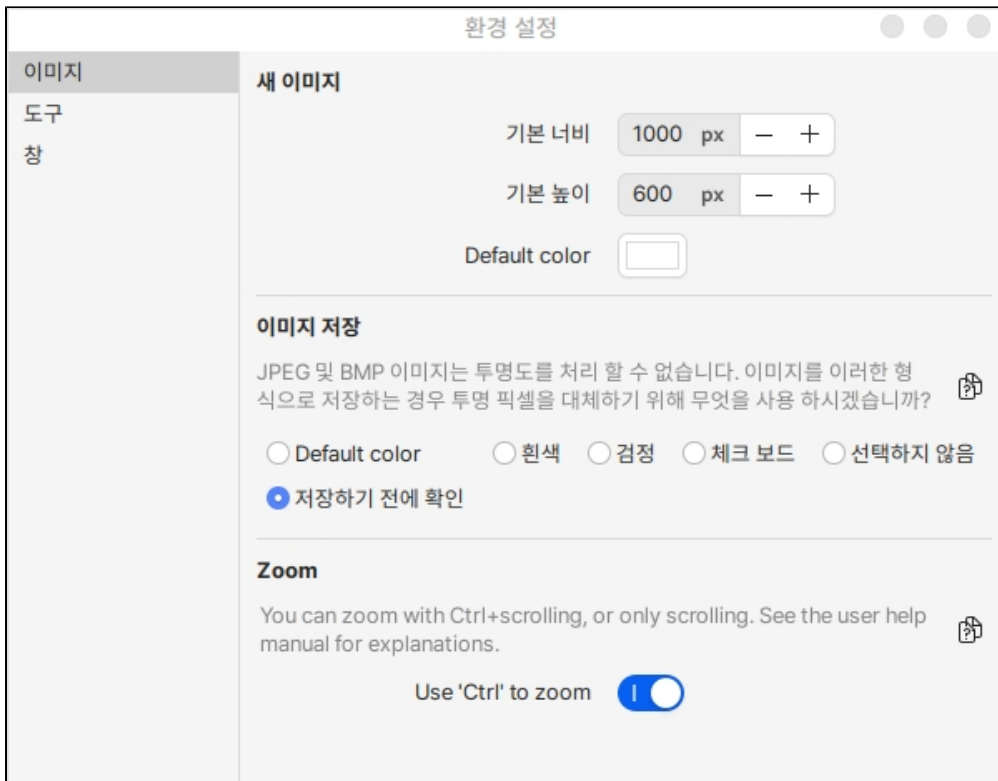 환경 설정
이미지
도구
창
새 이미지
기본 너비 1000 px
기본 높이 600 px
Default color
이미지 저장
JPEG 및 BMP 이미지는 투명도를 처리 할 수 없습니다. 이미지를 이러한 형
식으로 저장하는 경우 투명 픽셀을 대체하기 위해 무엇을 사용 하시겠습니까?
Default color 흰색 검정 체크 보드 선택하지 않음
저장하기 전에 확인
Zoom
You can zoom with Ctrl+scrolling, or only scrolling. See the user help
manual for explanations.
Use 'Ctrl' to zoom